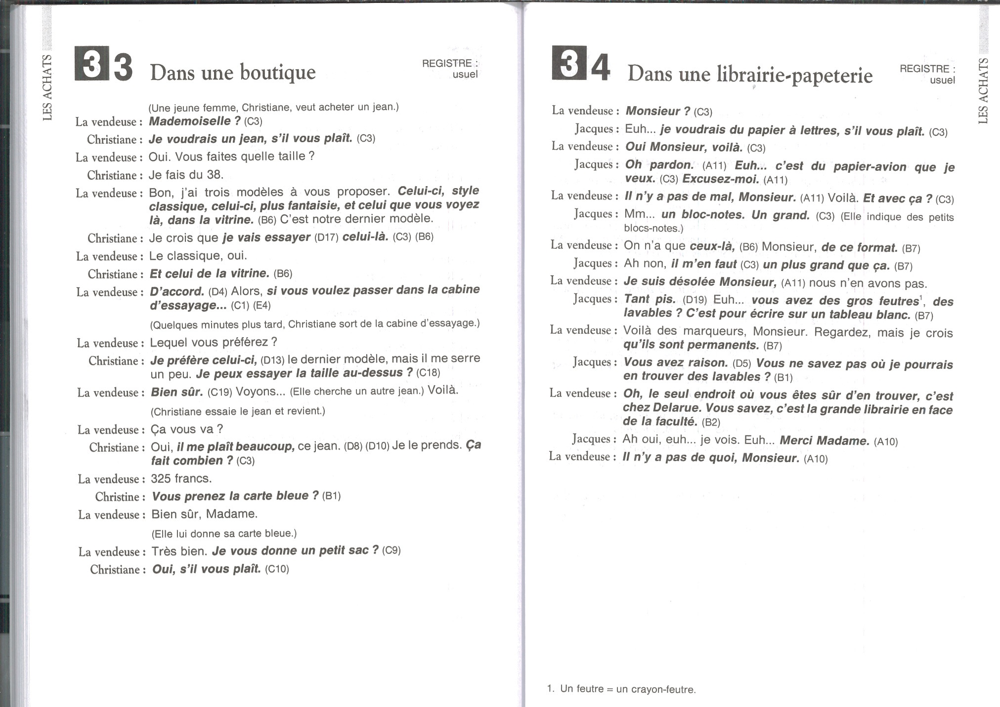 LES ACHATS
3 3 Dans une boutique
REGISTRE :
usuel
(Une jeune femme, Christiane, veut acheter un jean.)
La vendeuse : Mademoiselle ? (C3)
Christiane : Je voudrais un jean, s'il vous plaît. (C3)
La vendeuse : Oui. Vous faites quelle taille ?
Christiane : Je fais du 38.
La vendeuse : Bon, j'ai trois modèles à vous proposer. Celui-ci, style
classique, celui-ci, plus fantaisie, et celui que vous voyez
là, dans la vitrine. (B6) C'est notre dernier modèle.
Christiane : Je crois que je vais essayer (D17) celui-là. (C3) (B6)
La vendeuse : Le classique, oui.
Christiane : Et celui de la vitrine. (B6)
La vendeuse : D'accord. (D4) Alors, si vous voulez passer dans la cabine
d'essayage... (C1) (E4)
(Quelques minutes plus tard, Christiane sort de la cabine d'essayage.)
La vendeuse : Lequel vous préférez ?
Christiane : Je préfère celui-ci, (D13) le dernier modèle, mais il me serre
un peu. Je peux essayer la taille au-dessus ? (C18)
La vendeuse : Bien sûr. (C19) Voyons... (Elle cherche un autre jean.) Voilà.
(Christiane essaie le jean et revient.)
La vendeuse : Ça vous va ?
Christiane : Oui, il me plaît beaucoup, ce jean. (D8) (D10) Je le prends. Ça
fait combien ? (C3)
La vendeuse : 325 francs.
Christine : Vous prenez la carte bleue ? (B1)
La vendeuse : Bien sûr, Madame.
(Elle lui donne sa carte bleue.)
La vendeuse : Très bien. Je vous donne un petit sac ? (C9)
Christiane : Oui, s'il vous plaît. (C10)
LES ACHATS
3 4 Dans une librairie-papeterie
REGISTRE :
usuel
La vendeuse : Monsieur ? (C3)
Jacques : Euh... je voudrais du papier à lettres, s'il vous plaît. (C3)
La vendeuse : Oui Monsieur, voilà. (C3)
Jacques : Oh pardon. (A11) Euh... c'est du papier-avion que je
veux. (C3) Excusez-moi. (A11)
La vendeuse : Il n'y a pas de mal, Monsieur. (A11) Voilà. Et avec ça ? (C3)
Jacques : Mm... un bloc-notes. Un grand. (C3) (Elle indique des petits
blocs-notes.)
La vendeuse : On n'a que ceux-là, (B6) Monsieur, de ce format. (B7)
Jacques : Ah non, il m'en faut (C3) un plus grand que ça. (B7)
La vendeuse : Je suis désolée Monsieur, (A11) nous n'en avons pas.
Jacques : Tant pis. (D19) Euh... vous avez des gros feutres¹, des
lavables ? C'est pour écrire sur un tableau blanc. (B7)
La vendeuse : Voilà des marqueurs, Monsieur. Regardez, mais je crois
qu'ils sont permanents. (B7)
Jacques : Vous avez raison. (D5) Vous ne savez pas où je pourrais
en trouver des lavables ? (B1)
La vendeuse : Oh, le seul endroit où vous êtes sûr d'en trouver, c'est
chez Delarue. Vous savez, c'est la grande librairie en face
de la faculté. (B2)
Jacques : Ah oui, euh... je vois. Euh... Merci Madame. (A10)
La vendeuse : Il n'y a pas de quoi, Monsieur. (A10)
1. Un feutre = un crayon-feutre.